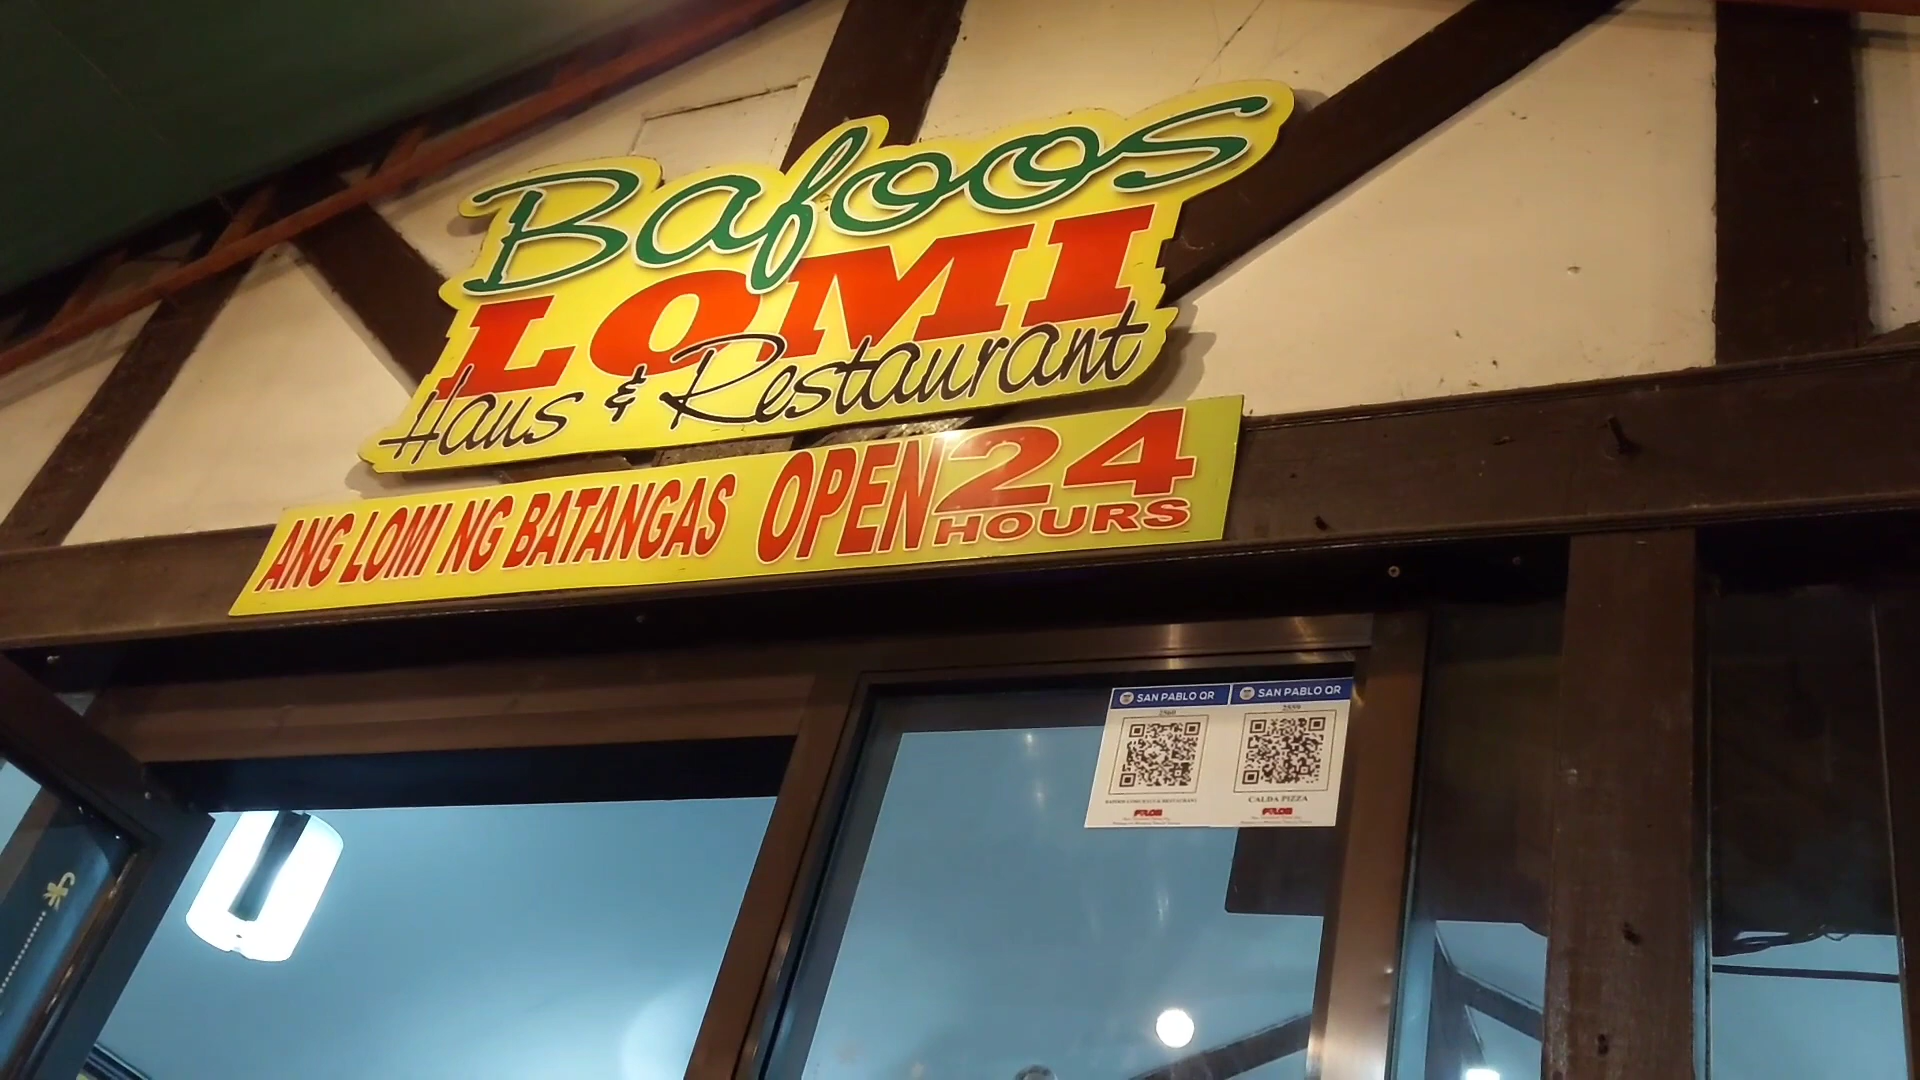 Bafoos
LOMI
Haus & Restaurant
ANG LOMI NG BATANGAS OPEN 24 HOURS
SAN PABLO QR
SAN PABLO QR
2559
CALDA PIZZA